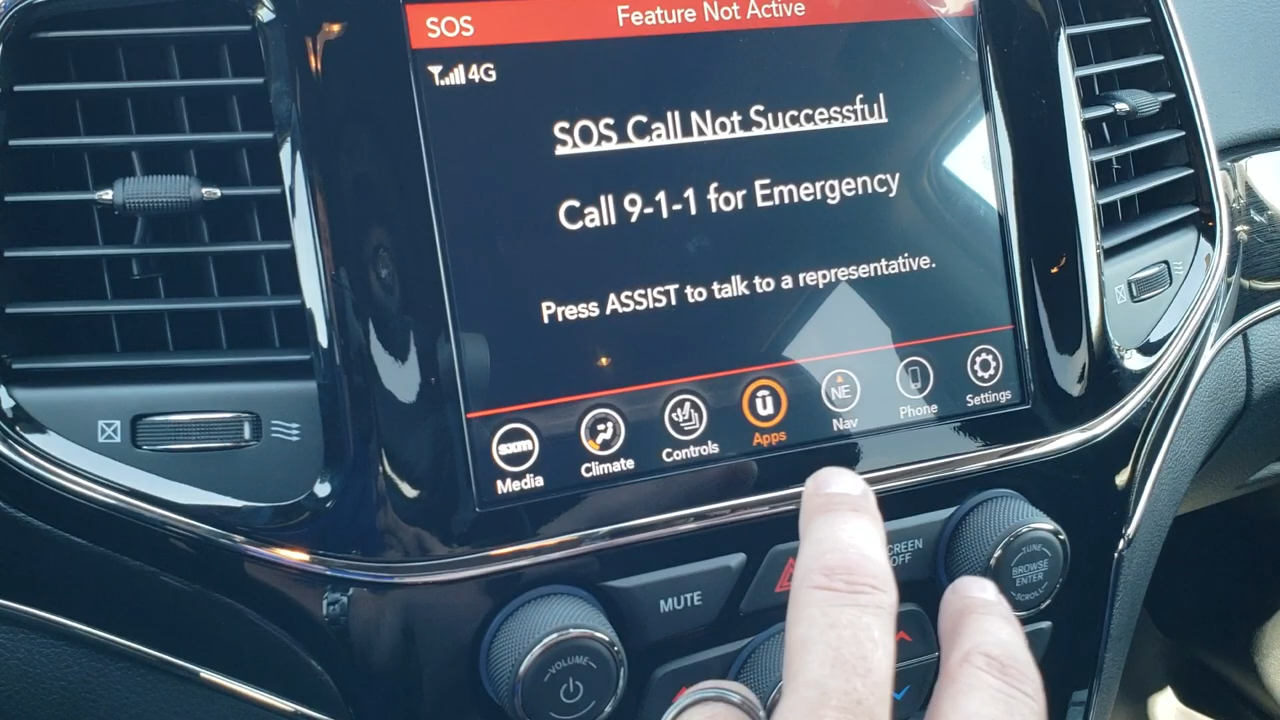 SOS
Feature Not Active
4G
SOS Call Not Successful
Call 9-1-1 for Emergency
Press ASSIST to talk to a representative.
sxm
Media
Climate
Controls
ū
Apps
NE
Nav
Phone
Settings
MUTE
OFF
VOLUME
TUNE
BROWSE
ENTER
SCROLL